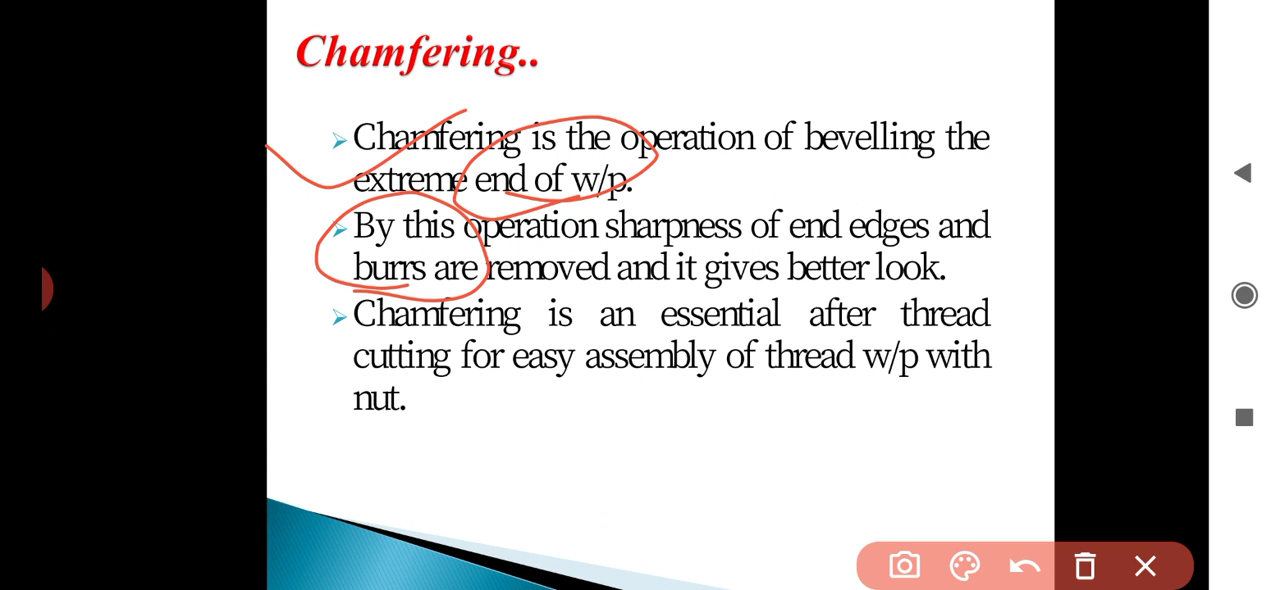 Chamfering..
Chamfering is the operation of bevelling the
extreme end of w/p.
By this operation sharpness of end edges and
burrs are removed and it gives better look.
Chamfering is an essential after thread
cutting for easy assembly of thread w/p with
nut.